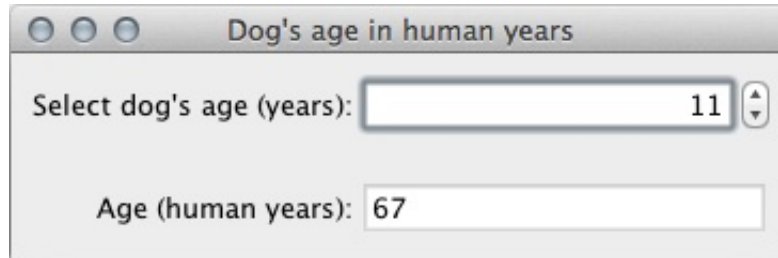 Dog's age in human years
Select dog's age (years): 11
Age (human years): 67